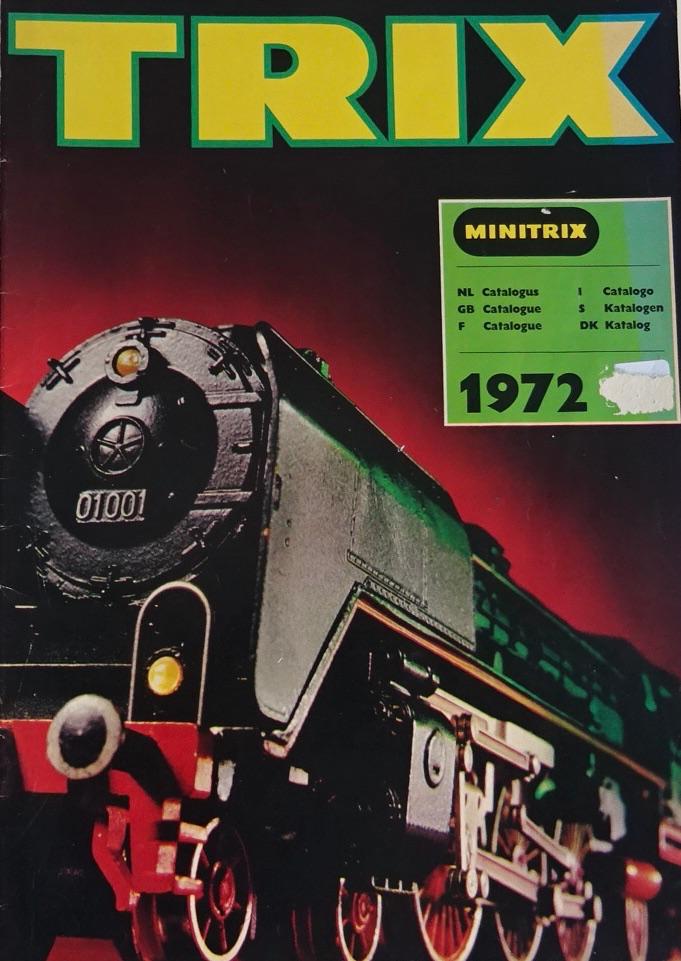 TRIX
MINITRIX
NL Catalogus I Catalogo
GB Catalogue S Katalogen
F Catalogue DK Katalog
1972
01001